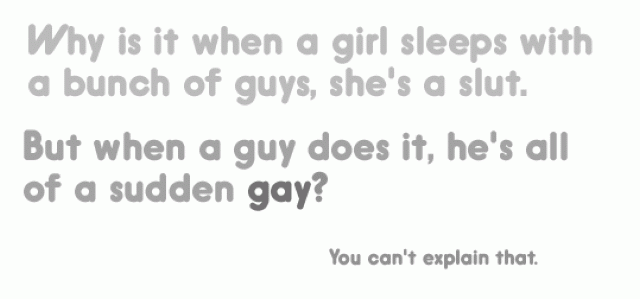 Why is it when a girl sleeps with
a bunch of guys, she's a slut.
But when a guy does it, he's all
of a sudden gay?
You can't explain that.